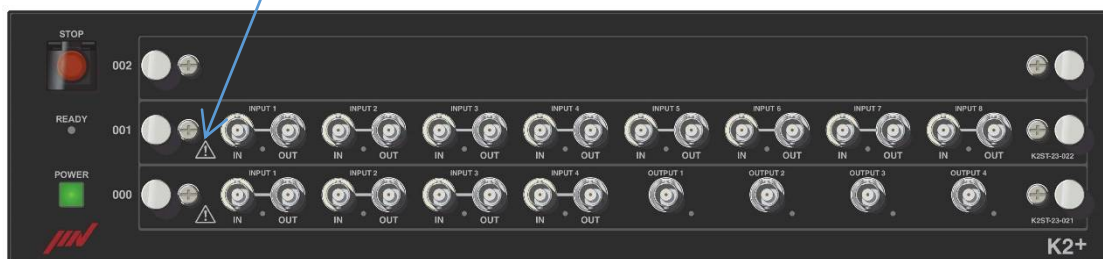 STOP
002
READY
001
INPUT 1 INPUT 2 INPUT 3 INPUT 4 INPUT 5 INPUT 6 INPUT 7 INPUT 8
IN OUT IN OUT IN OUT IN OUT IN OUT IN OUT IN OUT IN OUT
K2ST-23-022
POWER
000
INPUT 1 INPUT 2 INPUT 3 INPUT 4 OUTPUT 1 OUTPUT 2 OUTPUT 3 OUTPUT 4
IN OUT IN OUT IN OUT IN OUT
K2ST-23-021
K2+